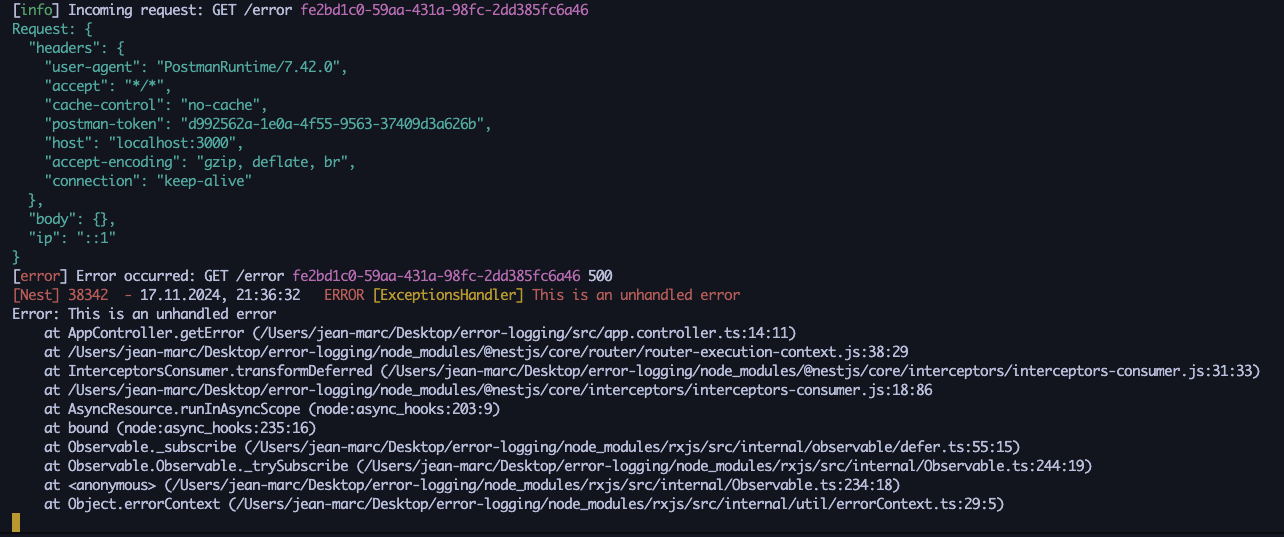 [info] Incoming request: GET /error fe2bd1c0-59aa-431a-98fc-2dd385fc6a46
Request: {
  "headers": {
    "user-agent": "PostmanRuntime/7.42.0",
    "accept": "*/*",
    "cache-control": "no-cache",
    "postman-token": "d992562a-1e0a-4f55-9563-37409d3a626b",
    "host": "localhost:3000",
    "accept-encoding": "gzip, deflate, br",
    "connection": "keep-alive"
  },
  "body": {},
  "ip": "::1"
}
[error] Error occurred: GET /error fe2bd1c0-59aa-431a-98fc-2dd385fc6a46 500
[Nest] 38342  - 17.11.2024, 21:36:32   ERROR [ExceptionsHandler] This is an unhandled error
Error: This is an unhandled error
    at AppController.getError (/Users/jean-marc/Desktop/error-logging/src/app.controller.ts:14:11)
    at /Users/jean-marc/Desktop/error-logging/node_modules/@nestjs/core/router/router-execution-context.js:38:29
    at InterceptorsConsumer.transformDeferred (/Users/jean-marc/Desktop/error-logging/node_modules/@nestjs/core/interceptors/interceptors-consumer.js:31:33)
    at /Users/jean-marc/Desktop/error-logging/node_modules/@nestjs/core/interceptors/interceptors-consumer.js:18:86
    at AsyncResource.runInAsyncScope (node:async_hooks:203:9)
    at bound (node:async_hooks:235:16)
    at Observable._subscribe (/Users/jean-marc/Desktop/error-logging/node_modules/rxjs/src/internal/observable/defer.ts:55:15)
    at Observable.Observable._trySubscribe (/Users/jean-marc/Desktop/error-logging/node_modules/rxjs/src/internal/Observable.ts:244:19)
    at <anonymous> (/Users/jean-marc/Desktop/error-logging/node_modules/rxjs/src/internal/Observable.ts:234:18)
    at Object.errorContext (/Users/jean-marc/Desktop/error-logging/node_modules/rxjs/src/internal/util/errorContext.ts:29:5)